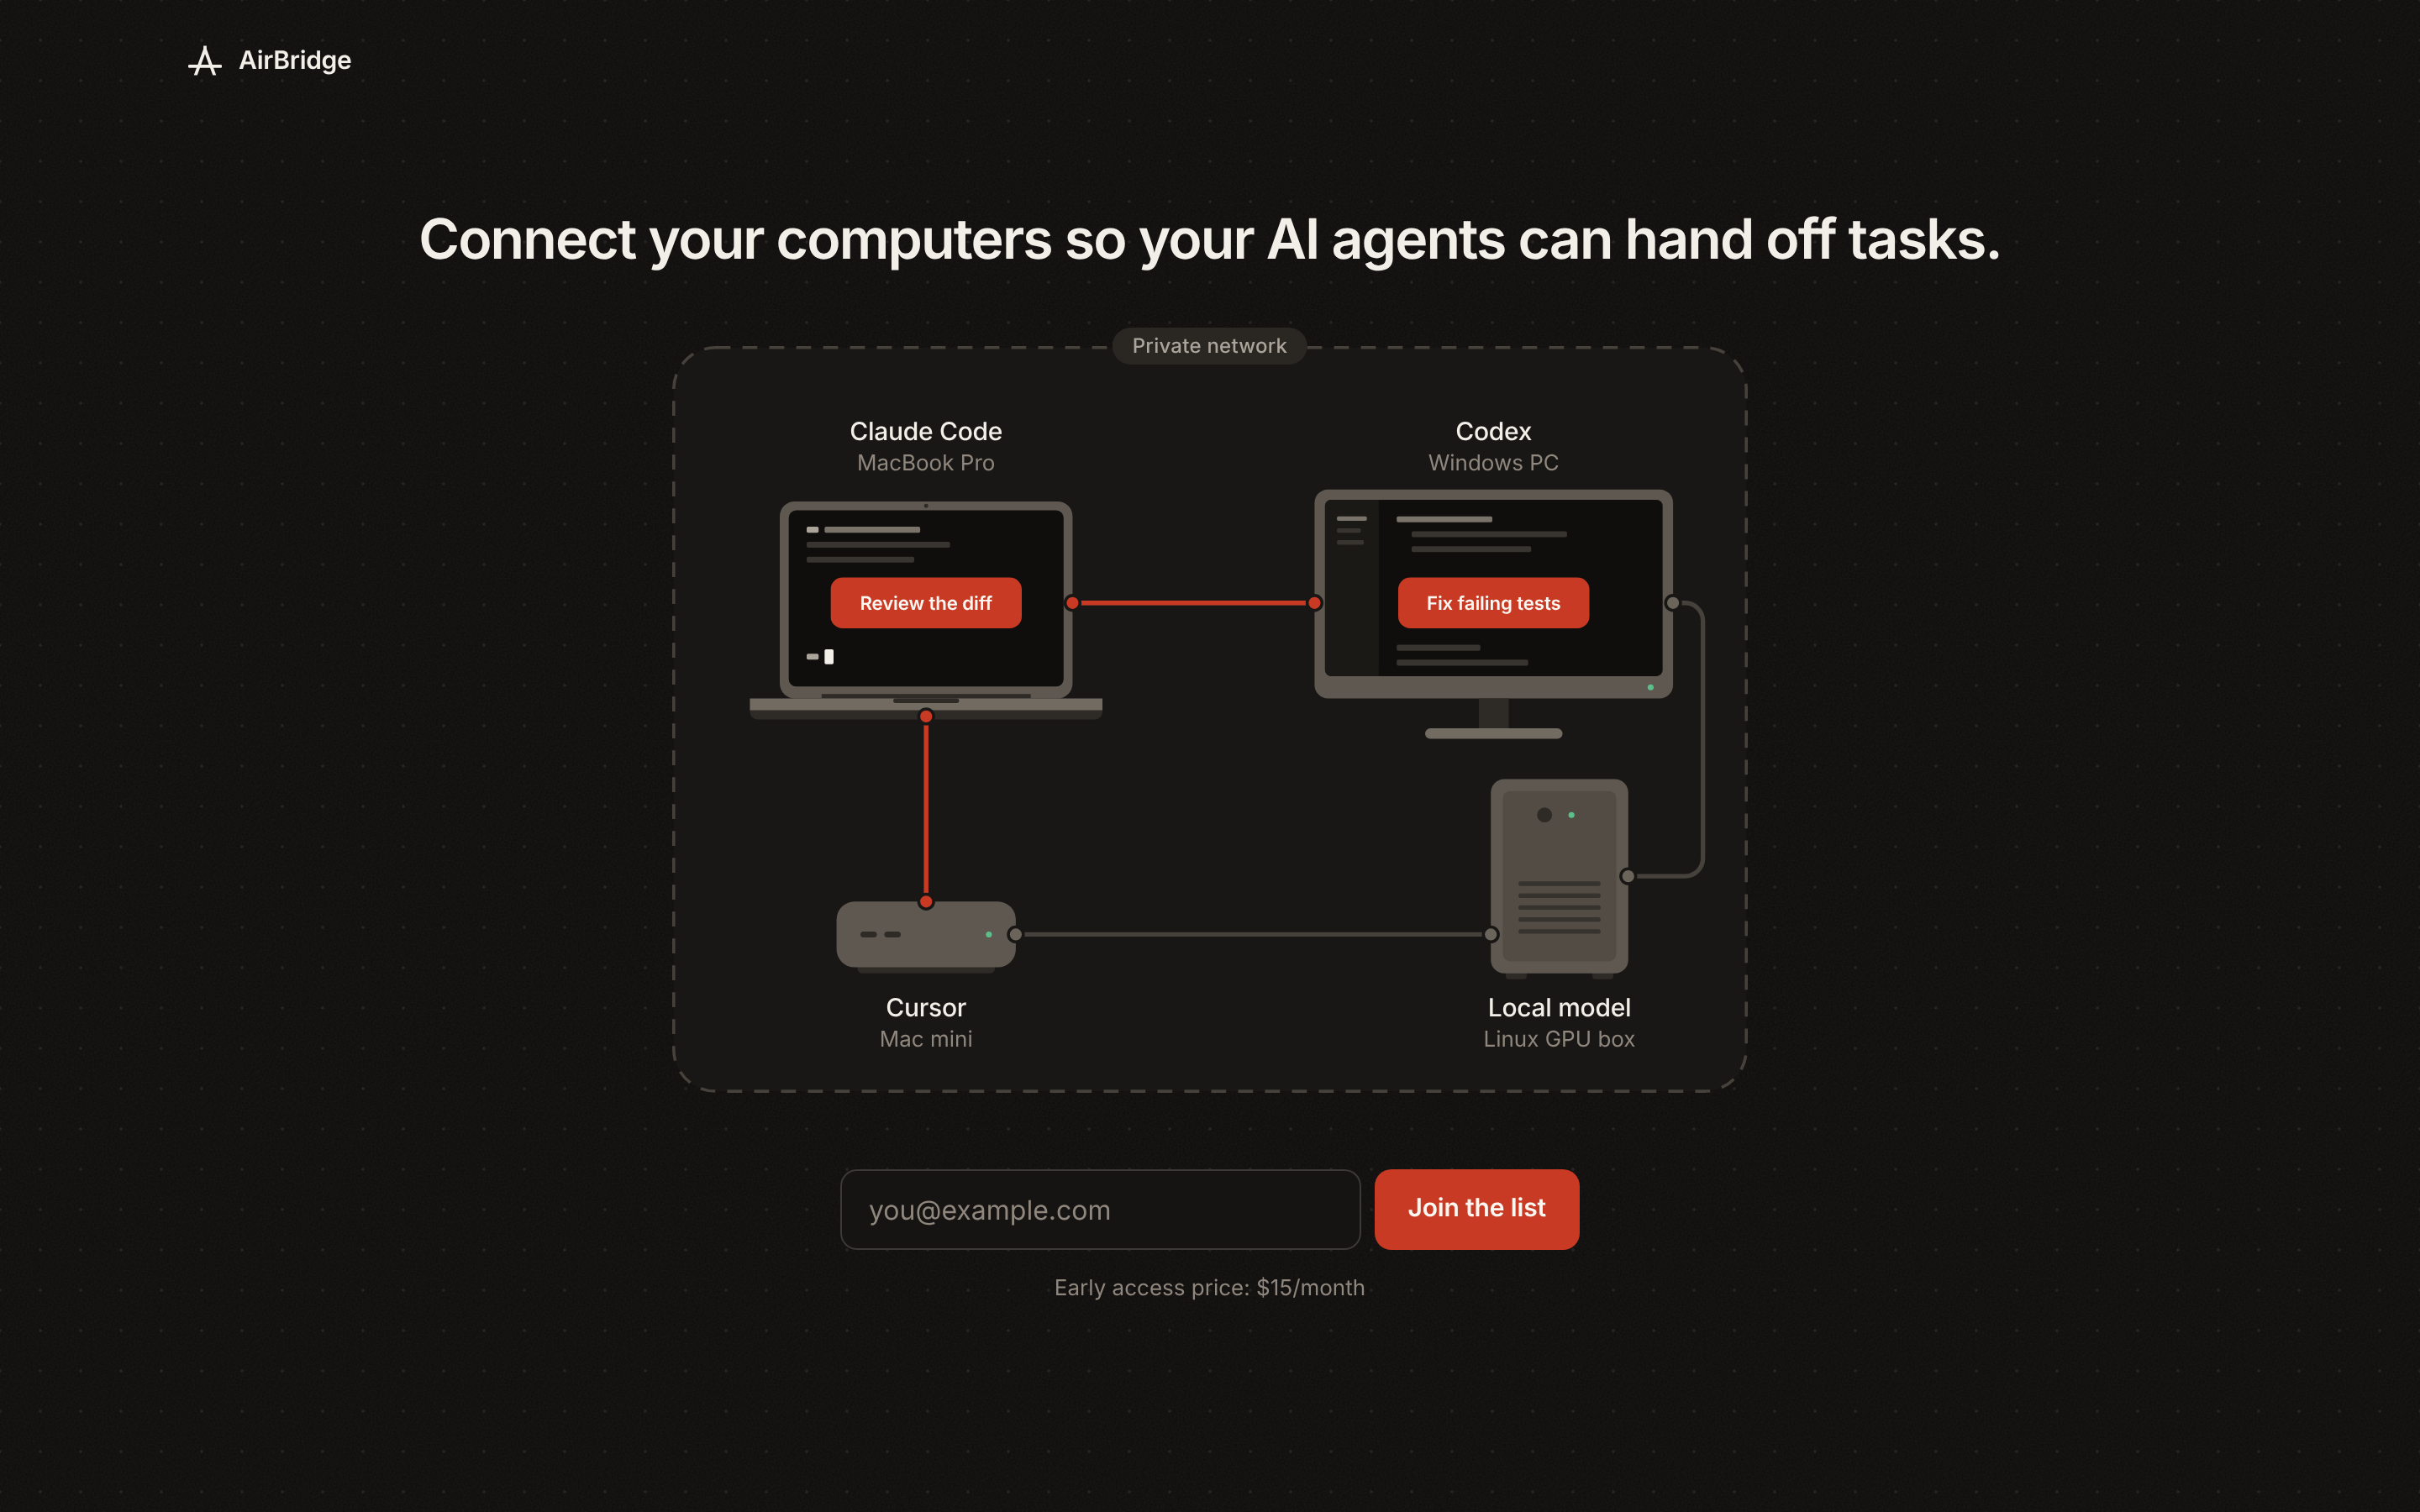 AirBridge
Connect your computers so your AI agents can hand off tasks.
Private network
Claude Code
MacBook Pro
Codex
Windows PC
Review the diff
Fix failing tests
Cursor
Mac mini
Local model
Linux GPU box
you@example.com
Join the list
Early access price: $15/month